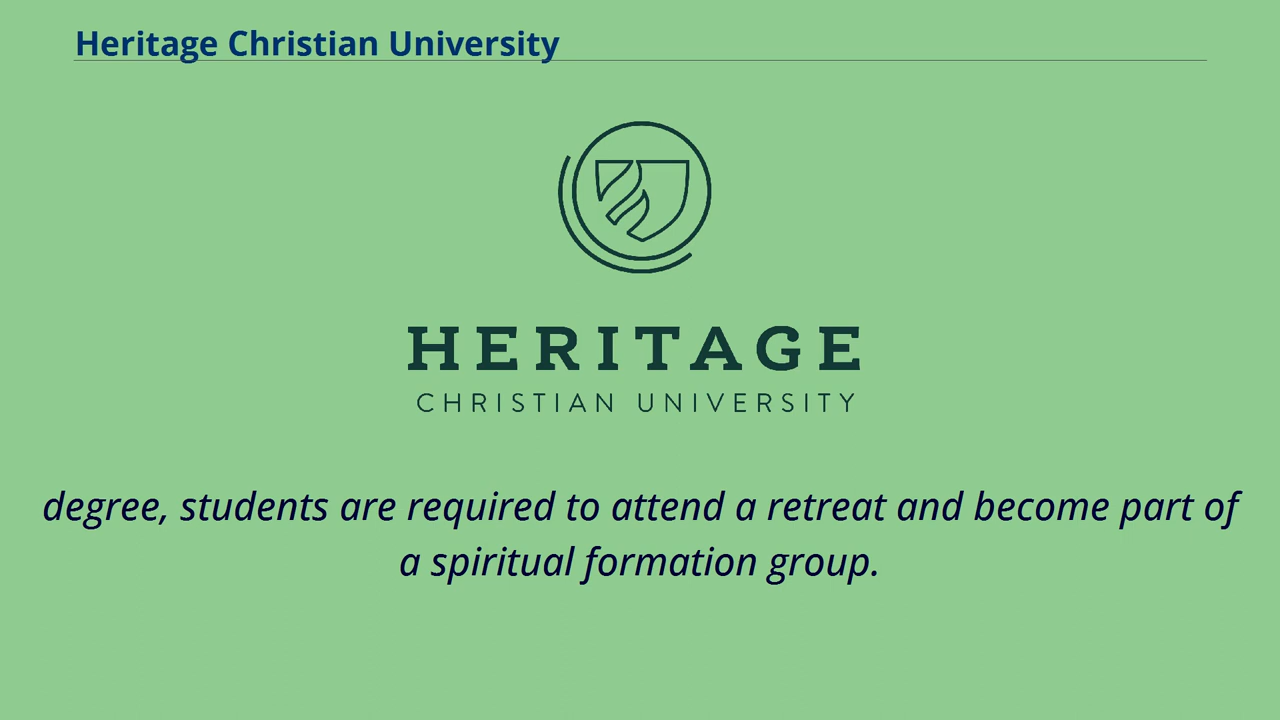 Heritage Christian University
HERITAGE
CHRISTIAN UNIVERSITY
degree, students are required to attend a retreat and become part of
a spiritual formation group.